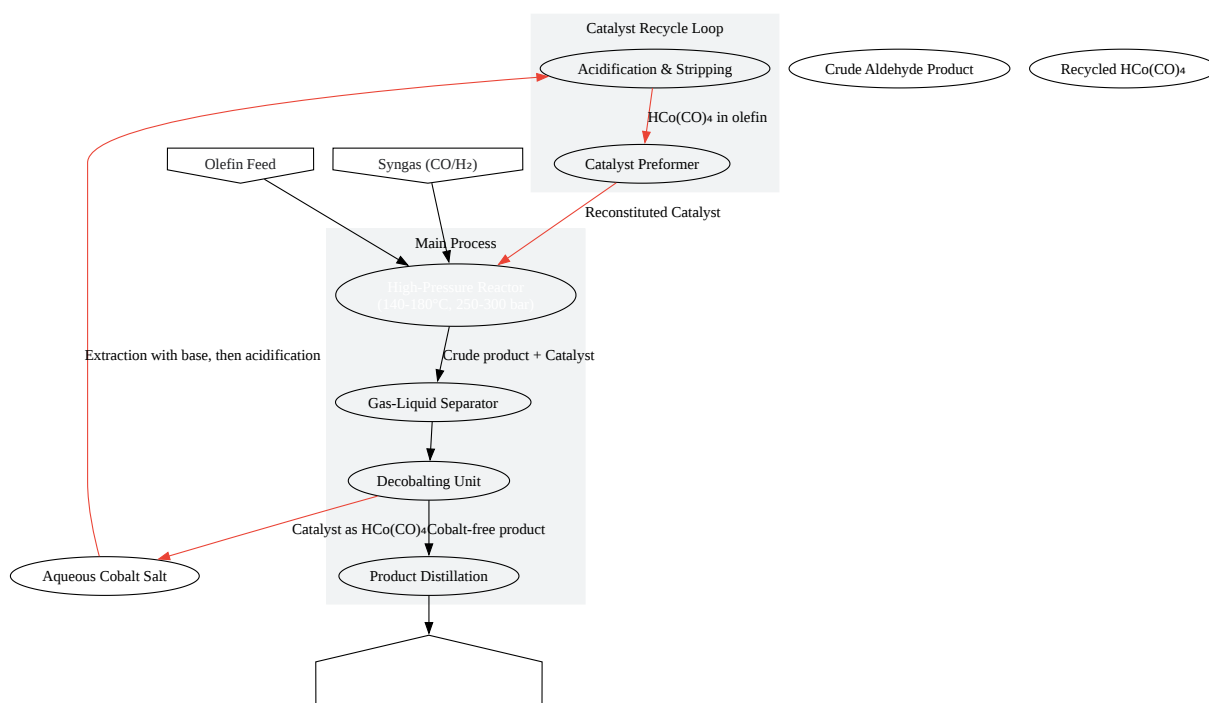 Catalyst Recycle Loop
Acidification & Stripping
Crude Aldehyde Product
Recycled HCo(CO)₄
HCo(CO)₄ in olefin
Olefin Feed
Syngas (CO/H₂)
Catalyst Preformer
Reconstituted Catalyst
Main Process
High-Pressure Reactor
(140-180°C, 250-300 bar)
Extraction with base, then acidification
Crude product + Catalyst
Gas-Liquid Separator
Decobalting Unit
Catalyst as HCo(CO)₄
Cobalt-free product
Aqueous Cobalt Salt
Product Distillation